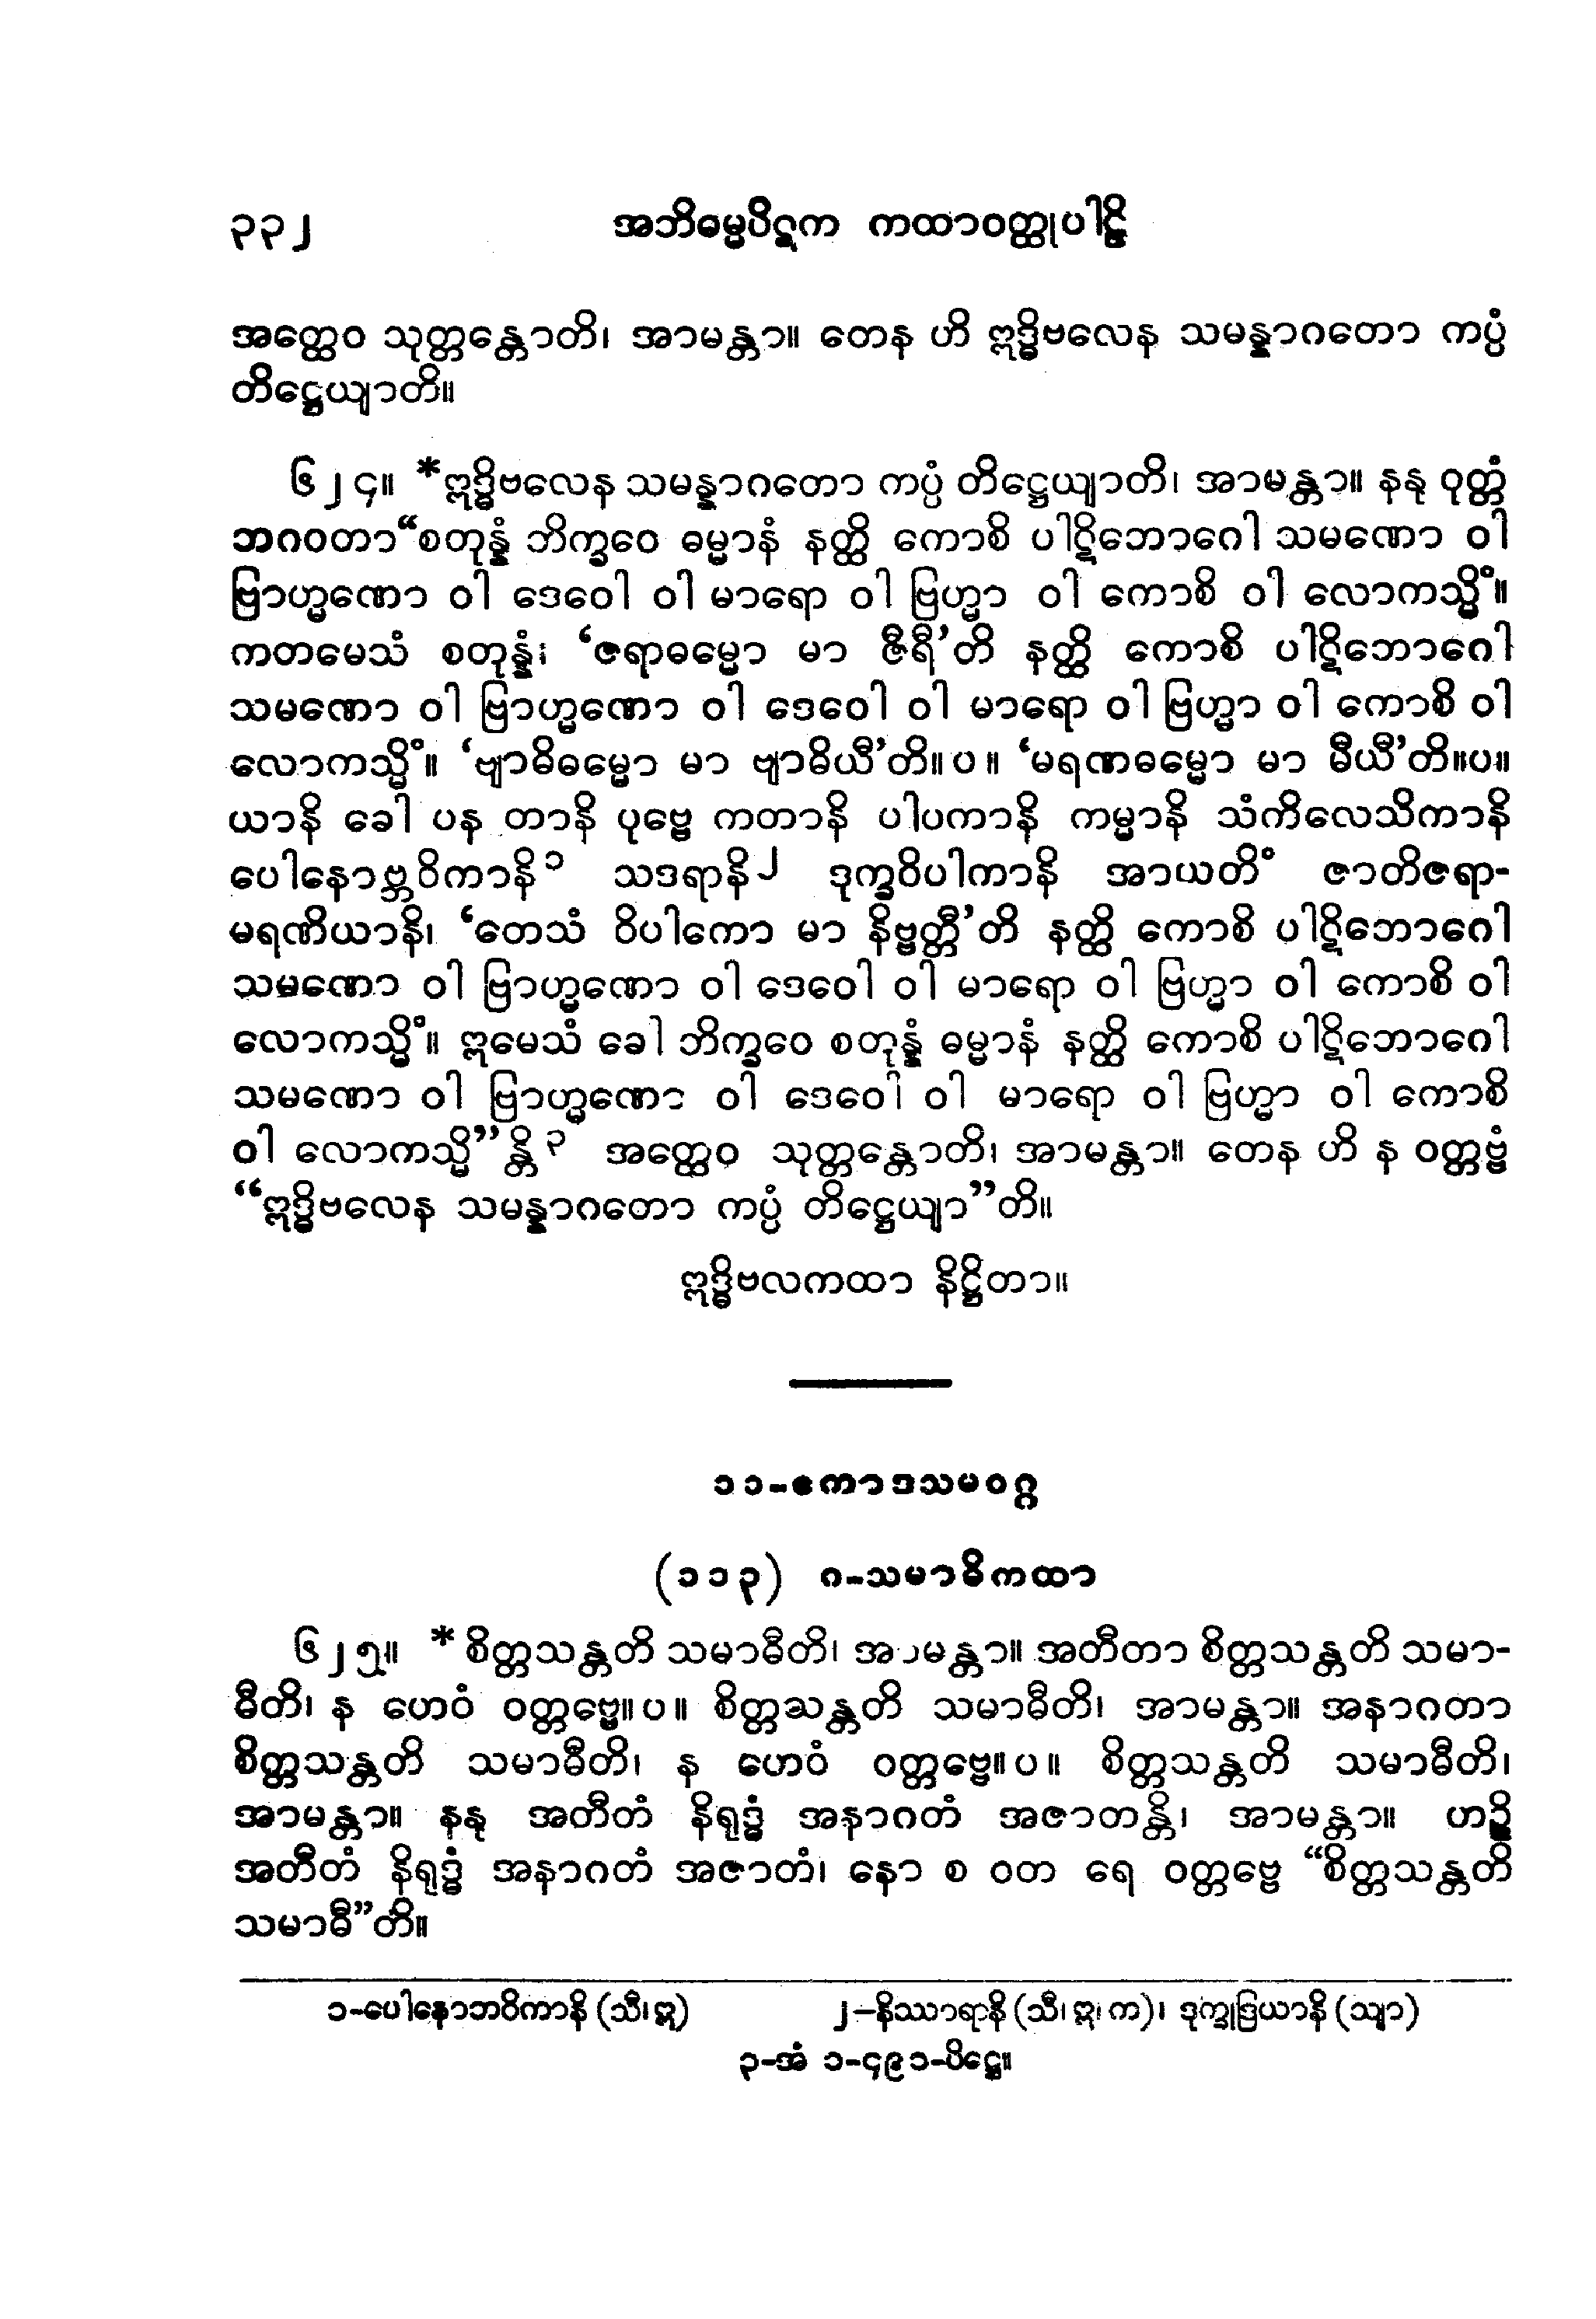 ၃၃၂ အဘိဓမ္မပိဋက ကထာဝတ္ထုပါဠိ
အတ္ထေဝ သုတ္တန္တောတိ၊ အာမန္တာ။ တေန ဟိ ဣဒ္ဓိဗလေန သမန္နာဂတော ကပ္ပံ
တိဋ္ဌေယျာတိ။
၆၂၄။ *ဣဒ္ဓိဗလေန သမန္နာဂတော ကပ္ပံ တိဋ္ဌေယျာတိ၊ အာမန္တာ။ နနု ဝုတ္တံ
ဘဂဝတာ“စတုန္နံ ဘိက္ခဝေ ဓမ္မာနံ နတ္ထိ ကောစိ ပါဋိဘောဂေါ သမဏော ဝါ
ဗြာဟ္မဏော ဝါ ဒေဝေါ ဝါ မာရော ဝါ ဗြဟ္မာ ဝါ ကောစိ ဝါ လောကသ္မိံ။
ကတမေသံ စတုန္နံ၊ ‘ဇရာဓမ္မော မာ ဇီရီ’တိ နတ္ထိ ကောစိ ပါဋိဘောဂေါ
သမဏော ဝါ ဗြာဟ္မဏော ဝါ ဒေဝေါ ဝါ မာရော ဝါ ဗြဟ္မာ ဝါ ကောစိ ဝါ
လောကသ္မိံ။ ‘ဗျာဓိဓမ္မော မာ ဗျာဓိယီ’တိ။ပ။ ‘မရဏဓမ္မော မာ မီယီ’တိ။ပ။
ယာနိ ခေါ ပန တာနိ ပုဗ္ဗေ ကတာနိ ပါပကာနိ ကမ္မာနိ သံကိလေသိကာနိ
ပေါနောဗ္ဘဝိကာနိ၁ သဒရာနိ၂ ဒုက္ခဝိပါကာနိ အာယတိံ ဇာတိဇရာ-
မရဏိယာနိ၊ ‘တေသံ ဝိပါကော မာ နိဗ္ဗတ္တီ’တိ နတ္ထိ ကောစိ ပါဋိဘောဂေါ
သမဏော ဝါ ဗြာဟ္မဏော ဝါ ဒေဝေါ ဝါ မာရော ဝါ ဗြဟ္မာ ဝါ ကောစိ ဝါ
လောကသ္မိံ။ ဣမေသံ ခေါ ဘိက္ခဝေ စတုန္နံ ဓမ္မာနံ နတ္ထိ ကောစိ ပါဋိဘောဂေါ
သမဏော ဝါ ဗြာဟ္မဏော ဝါ ဒေဝေါ ဝါ မာရော ဝါ ဗြဟ္မာ ဝါ ကောစိ
ဝါ လောကသ္မိ”န္တိ၃ အတ္ထေဝ သုတ္တန္တောတိ၊ အာမန္တာ။ တေန ဟိ န ဝတ္တဗ္ဗံ
“ဣဒ္ဓိဗလေန သမန္နာဂတော ကပ္ပံ တိဋ္ဌေယျာ”တိ။
ဣဒ္ဓိဗလကထာ နိဋ္ဌိတာ။
၁၁-ဧကာဒသမဝဂ္ဂ
(၁၁၃) ဂ-သမာဓိကထာ
၆၂၅။ *စိတ္တသန္တတိ သမာဓီတိ၊ အာမန္တာ။ အတီတာ စိတ္တသန္တတိ သမာ-
ဓီတိ၊ န ဟေဝံ ဝတ္တဗ္ဗေ။ပ။ စိတ္တသန္တတိ သမာဓီတိ၊ အာမန္တာ။ အနာဂတာ
စိတ္တသန္တတိ သမာဓီတိ၊ န ဟေဝံ ဝတ္တဗ္ဗေ။ပ။ စိတ္တသန္တတိ သမာဓီတိ၊
အာမန္တာ။ နနု အတီတံ နိရုဒ္ဓံ အနာဂတံ အဇာတန္တိ၊ အာမန္တာ။ ဟဉ္စိ
အတီတံ နိရုဒ္ဓံ အနာဂတံ အဇာတံ၊ နော စ ဝတ ရေ ဝတ္တဗ္ဗေ “စိတ္တသန္တတိ
သမာဓီ”တိ။
၁-ပေါနောဘဝိကာနိ (သီ၊ဣ) ၂-နိဿာရာနိ (သီ၊ ဣ၊ က)၊ ဒုက္ခုဒြယာနိ (သျာ)
၃-အံ ၁-၄၉၁-ပိဋ္ဌေ။